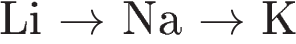 Li → Na → K